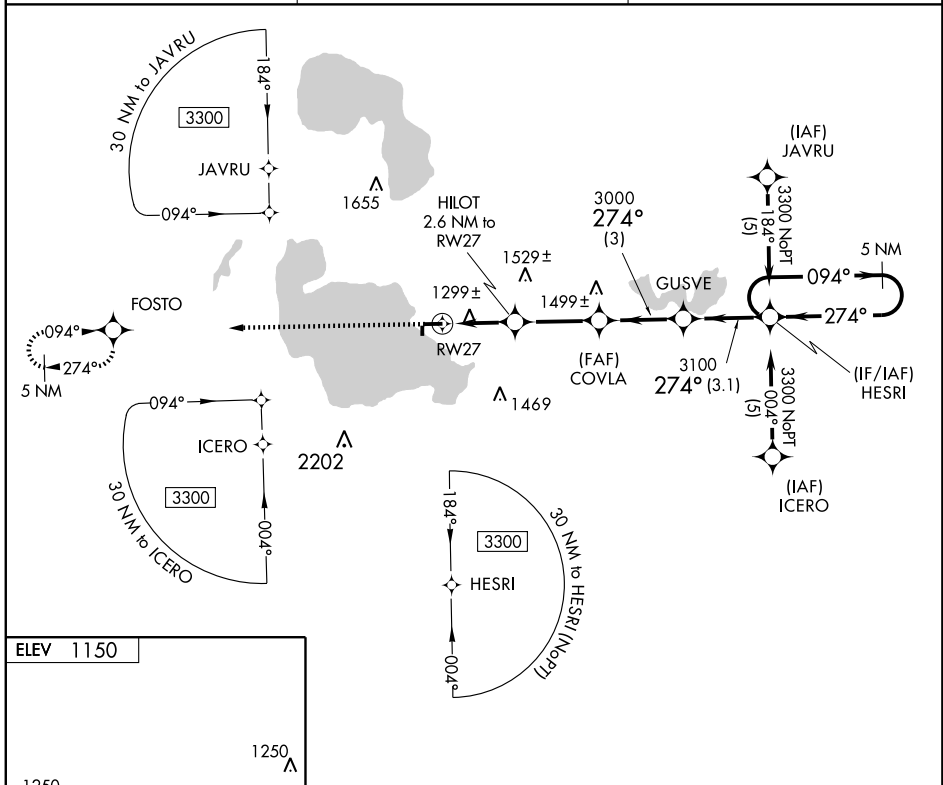 30 NM to JAVRU
184°
3300
JAVRU
094°
1655
HILOT
2.6 NM to
RW27
3000
274°
(3)
(IAF)
JAVRU
3300 NoPT
184°
(5)
5 NM
094°
1529±
GUSVE
1299±
1499±
274°
FOSTO
094°
274°
5 NM
RW27
(FAF)
COVLA
3100
274° (3.1)
(IF/IAF)
HESRI
3300 NoPT
004°
(5)
(IAF)
ICERO
1469
094°
ICERO
2202
3300
004°
30 NM to ICERO
184°
3300
HESRI
004°
30 NM to HESRI (NoPT)
ELEV 1150
1250
1250